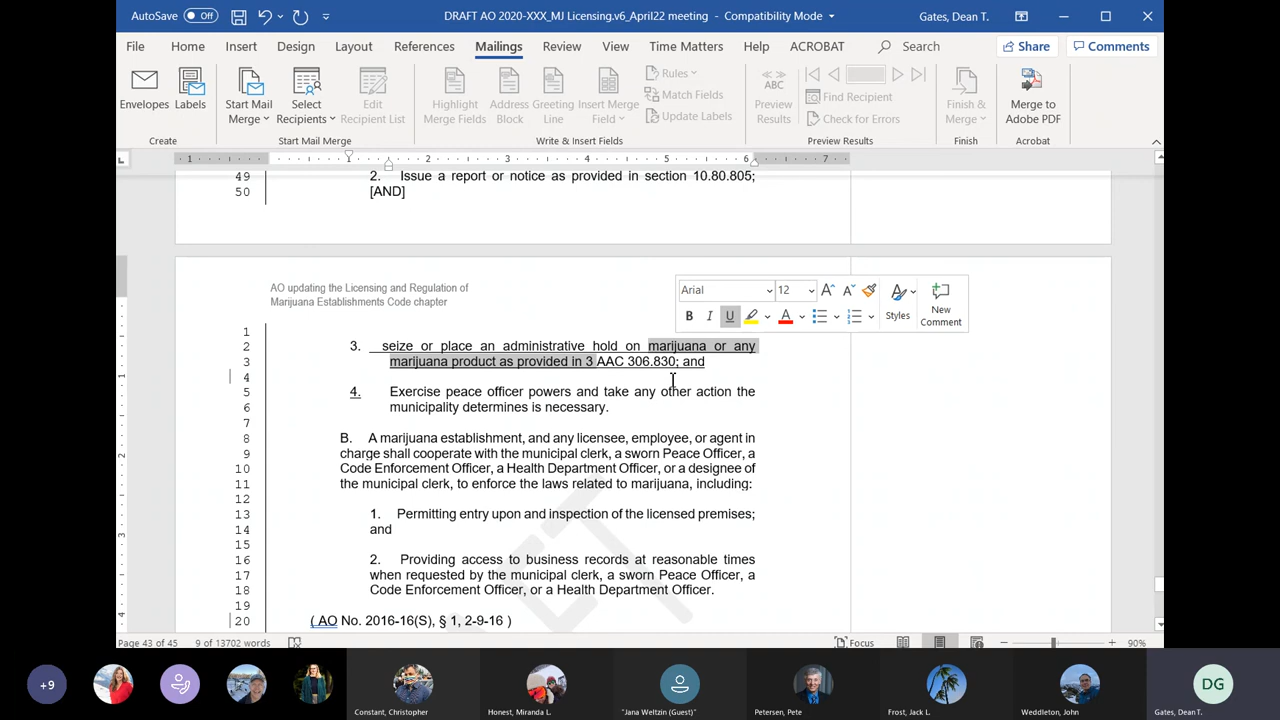 AutoSave Off DRAFT AO 2020-XXX_MJ Licensing.v6_April22 meeting - Compatibility Mode Gates, Dean T.
File Home Insert Design Layout References Mailings Review View Time Matters Help ACROBAT Search Share Comments
Envelopes Labels Start Mail Merge Select Recipients Edit Recipient List Highlight Merge Fields Address Block Greeting Line Insert Merge Field Rules Match Fields Update Labels ABC Preview Results Find Recipient Check for Errors Finish & Merge Merge to Adobe PDF
Create Start Mail Merge Write & Insert Fields Preview Results Finish Acrobat
1 1 2 3 4 5 6 7
49 2. Issue a report or notice as provided in section 10.80.805;
50 [AND]
AO updating the Licensing and Regulation of
Marijuana Establishments Code chapter
Arial 12
B I U A Styles New Comment
1
2 3. seize or place an administrative hold on marijuana or any
3 marijuana product as provided in 3 AAC 306.830; and
4
5 4. Exercise peace officer powers and take any other action the
6 municipality determines is necessary.
7
8 B. A marijuana establishment, and any licensee, employee, or agent in
9 charge shall cooperate with the municipal clerk, a sworn Peace Officer, a
10 Code Enforcement Officer, a Health Department Officer, or a designee of
11 the municipal clerk, to enforce the laws related to marijuana, including:
12
13 1. Permitting entry upon and inspection of the licensed premises;
14 and
15
16 2. Providing access to business records at reasonable times
17 when requested by the municipal clerk, a sworn Peace Officer, a
18 Code Enforcement Officer, or a Health Department Officer.
19
20 ( AO No. 2016-16(S), § 1, 2-9-16 )
Page 43 of 45 9 of 13702 words Focus 90%
+9 DG
Constant, Christopher Honest, Miranda L. "Jana Weltzin (Guest)" Petersen, Pete Frost, Jack L. Weddleton, John Gates, Dean T.